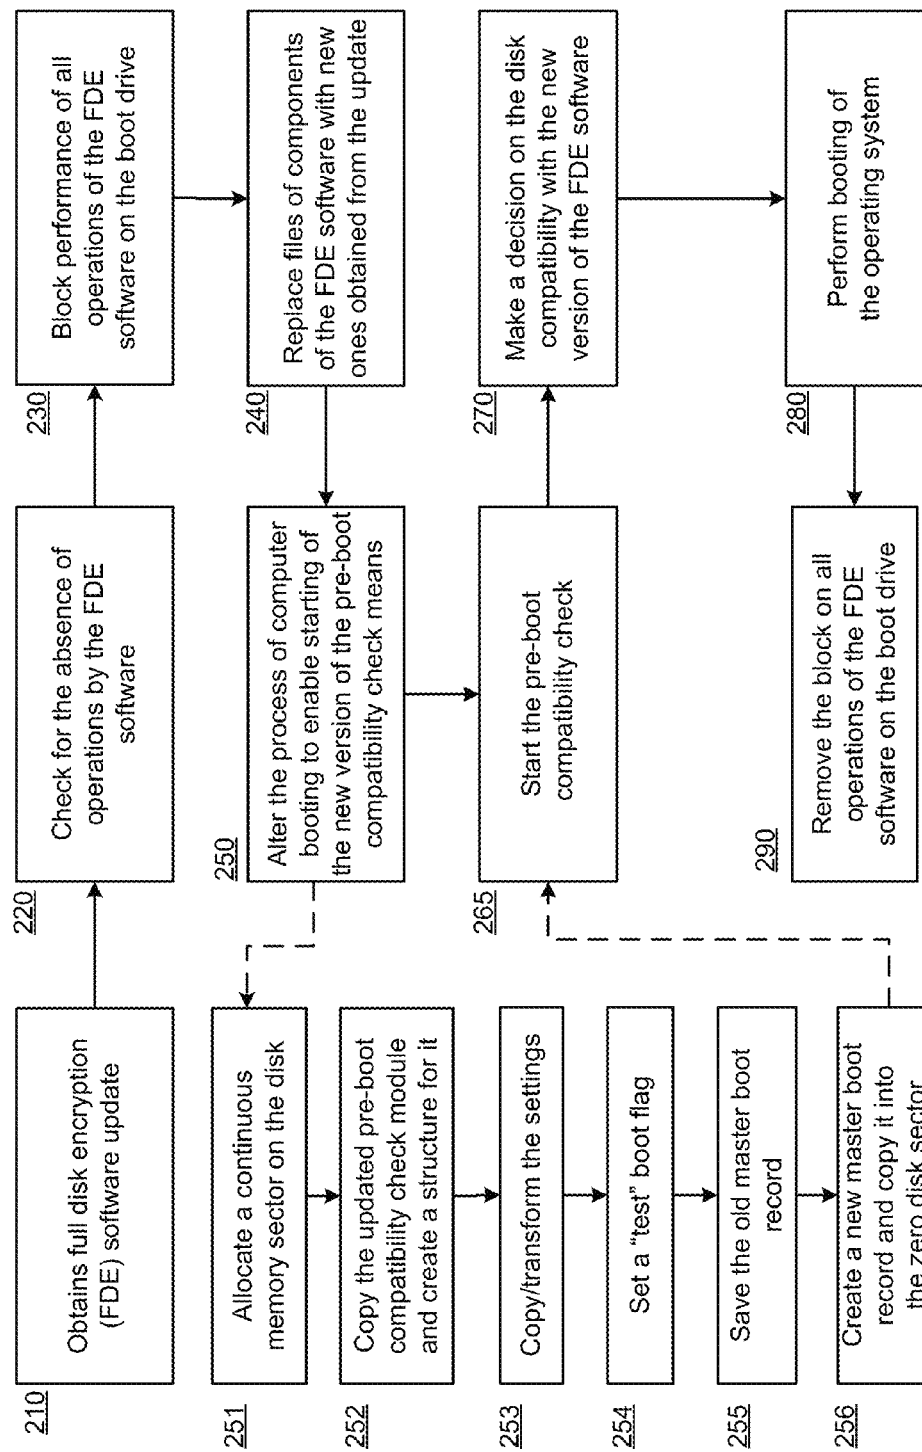 210
Obtains full disk encryption
(FDE) software update
220
Check for the absence of
operations by the FDE
software
230
Block performance of all
operations of the FDE
software on the boot drive
240
Replace files of components
of the FDE software with new
ones obtained from the update
250
Alter the process of computer
booting to enable starting of
the new version of the pre-boot
compatibility check means
251
Allocate a continuous
memory sector on the disk
252
Copy the updated pre-boot
compatibility check module
and create a structure for it
253
Copy/transform the settings
254
Set a "test" boot flag
255
Save the old master boot
record
256
Create a new master boot
record and copy it into
the zero disk sector
265
Start the pre-boot
compatibility check
270
Make a decision on the disk
compatibility with the new
version of the FDE software
280
Perform booting of
the operating system
290
Remove the block on all
operations of the FDE
software on the boot drive